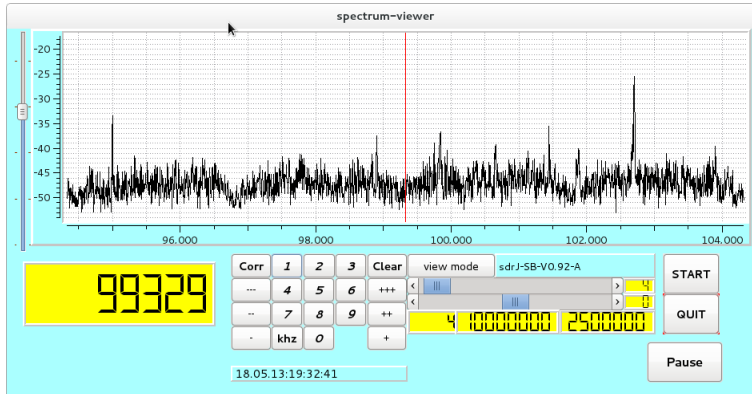 spectrum-viewer
-20
-25
-30
-35
-40
-45
-50
96.000 98.000 100.000 102.000 104.000
99329
Corr 1 2 3 Clear view mode sdrJ-SB-V0.92-A START
--- 4 5 6 +++ 4
-- 7 8 9 ++ 0 QUIT
- khz 0 + 4 10000000 2500000
Pause
18.05.13:19:32:41